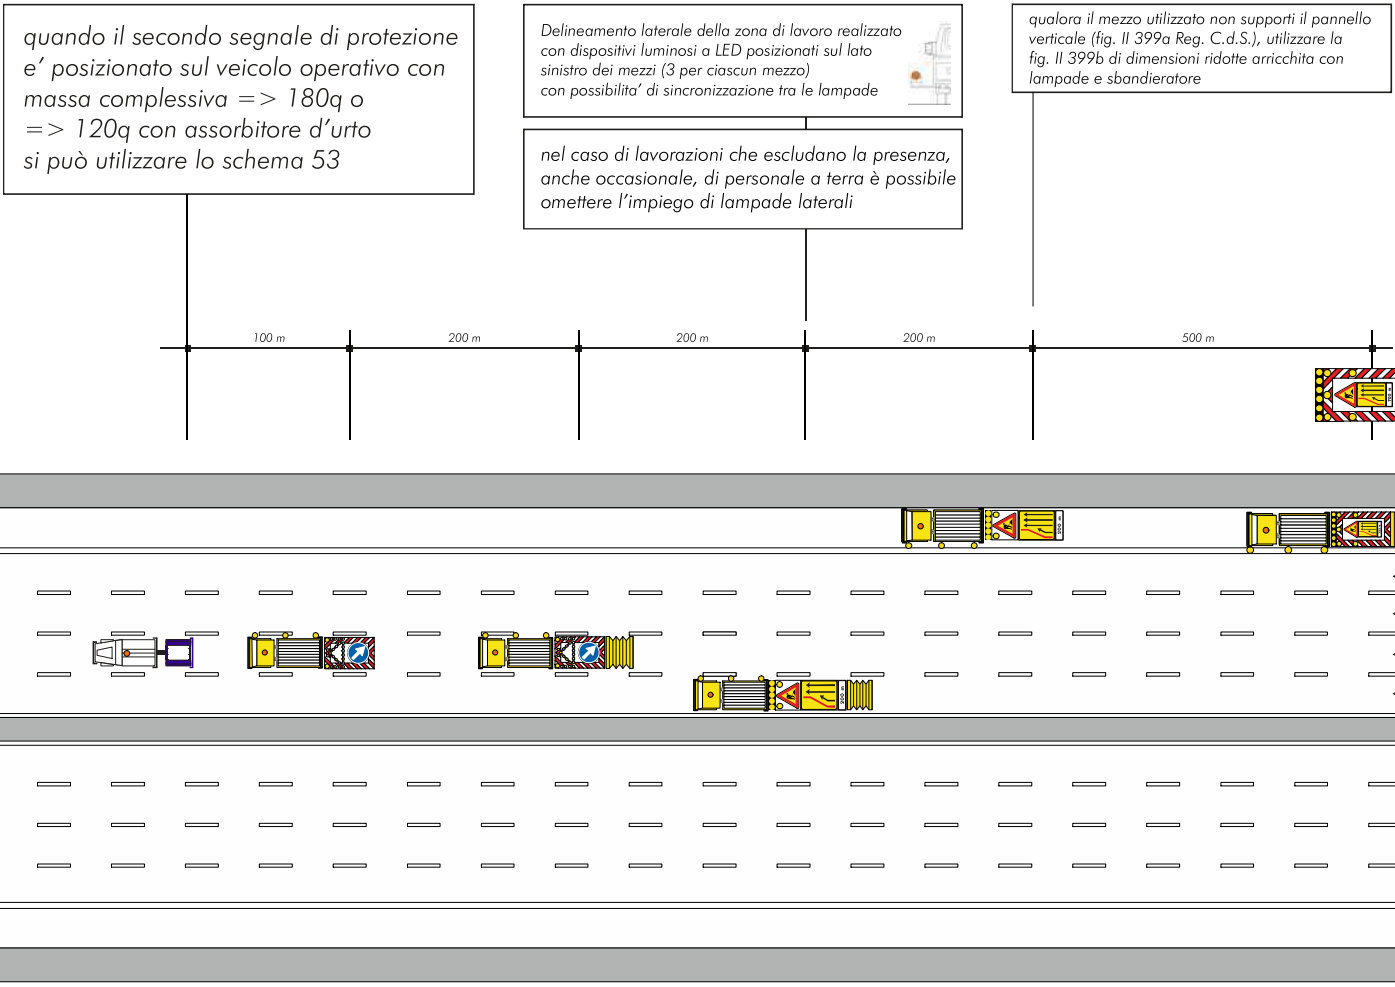 quando il secondo segnale di protezione
e' posizionato sul veicolo operativo con
massa complessiva => 180q o
=> 120q con assorbitore d'urto
si può utilizzare lo schema 53
Delineamento laterale della zona di lavoro realizzato
con dispositivi luminosi a LED posizionati sul lato
sinistro dei mezzi (3 per ciascun mezzo)
con possibilita' di sincronizzazione tra le lampade
nel caso di lavorazioni che escludano la presenza,
anche occasionale, di personale a terra è possibile
omettere l'impiego di lampade laterali
qualora il mezzo utilizzato non supporti il pannello
verticale (fig. II 399a Reg. C.d.S.), utilizzare la
fig. II 399b di dimensioni ridotte arricchita con
lampade e sbandieratore
100 m
200 m
200 m
200 m
500 m
700 m
200 m
200 m